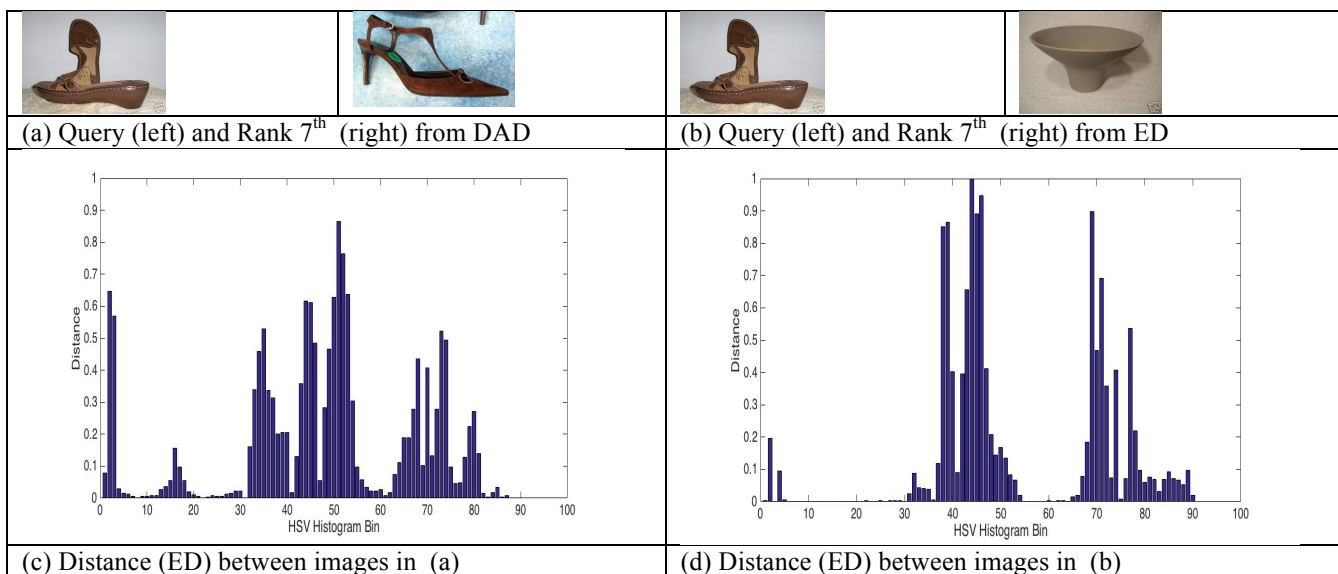 (a) Query (left) and Rank 7th (right) from DAD
(b) Query (left) and Rank 7th (right) from ED
1
0.9
0.8
0.7
0.6
0.5
0.4
0.3
0.2
0.1
0
Distance
0 10 20 30 40 50 60 70 80 90 100
HSV Histogram Bin
1
0.9
0.8
0.7
0.6
0.5
0.4
0.3
0.2
0.1
0
Distance
0 10 20 30 40 50 60 70 80 90 100
HSV Histogram Bin
(c) Distance (ED) between images in (a)
(d) Distance (ED) between images in (b)